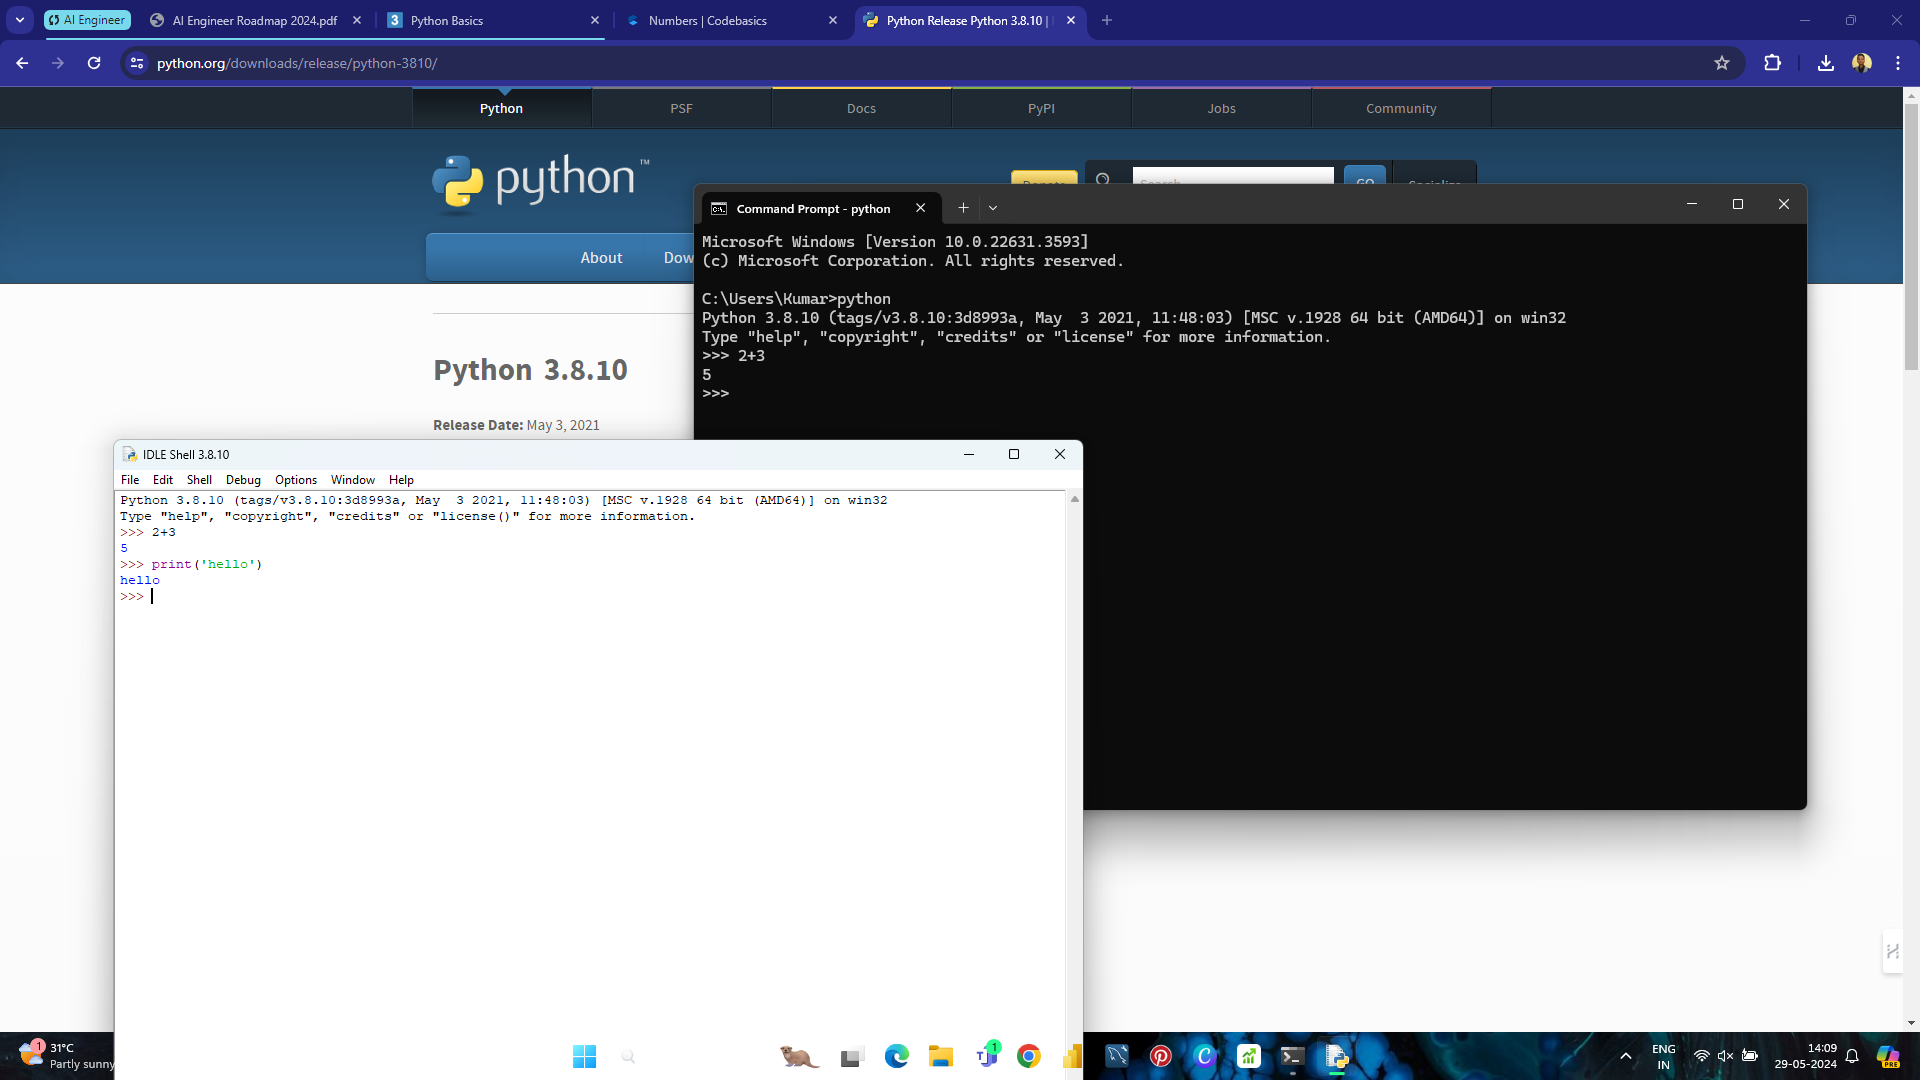 AI Engineer
AI Engineer Roadmap 2024.pdf
Python Basics
Numbers | Codebasics
Python Release Python 3.8.10 |
python.org/downloads/release/python-3810/
Python
PSF
Docs
PyPI
Jobs
Community
python™
Donate
Search
GO
Socialize
About
Dow
Python 3.8.10
Release Date: May 3, 2021
Command Prompt - python
Microsoft Windows [Version 10.0.22631.3593]
(c) Microsoft Corporation. All rights reserved.
C:\Users\Kumar>python
Python 3.8.10 (tags/v3.8.10:3d8993a, May  3 2021, 11:48:03) [MSC v.1928 64 bit (AMD64)] on win32
Type "help", "copyright", "credits" or "license" for more information.
>>> 2+3
5
>>>
IDLE Shell 3.8.10
File Edit Shell Debug Options Window Help
Python 3.8.10 (tags/v3.8.10:3d8993a, May  3 2021, 11:48:03) [MSC v.1928 64 bit (AMD64)] on win32
Type "help", "copyright", "credits" or "license()" for more information.
>>> 2+3
5
>>> print('hello')
hello
>>>
1
31°C
Partly sunny
1
ENG
IN
14:09
29-05-2024
PRE